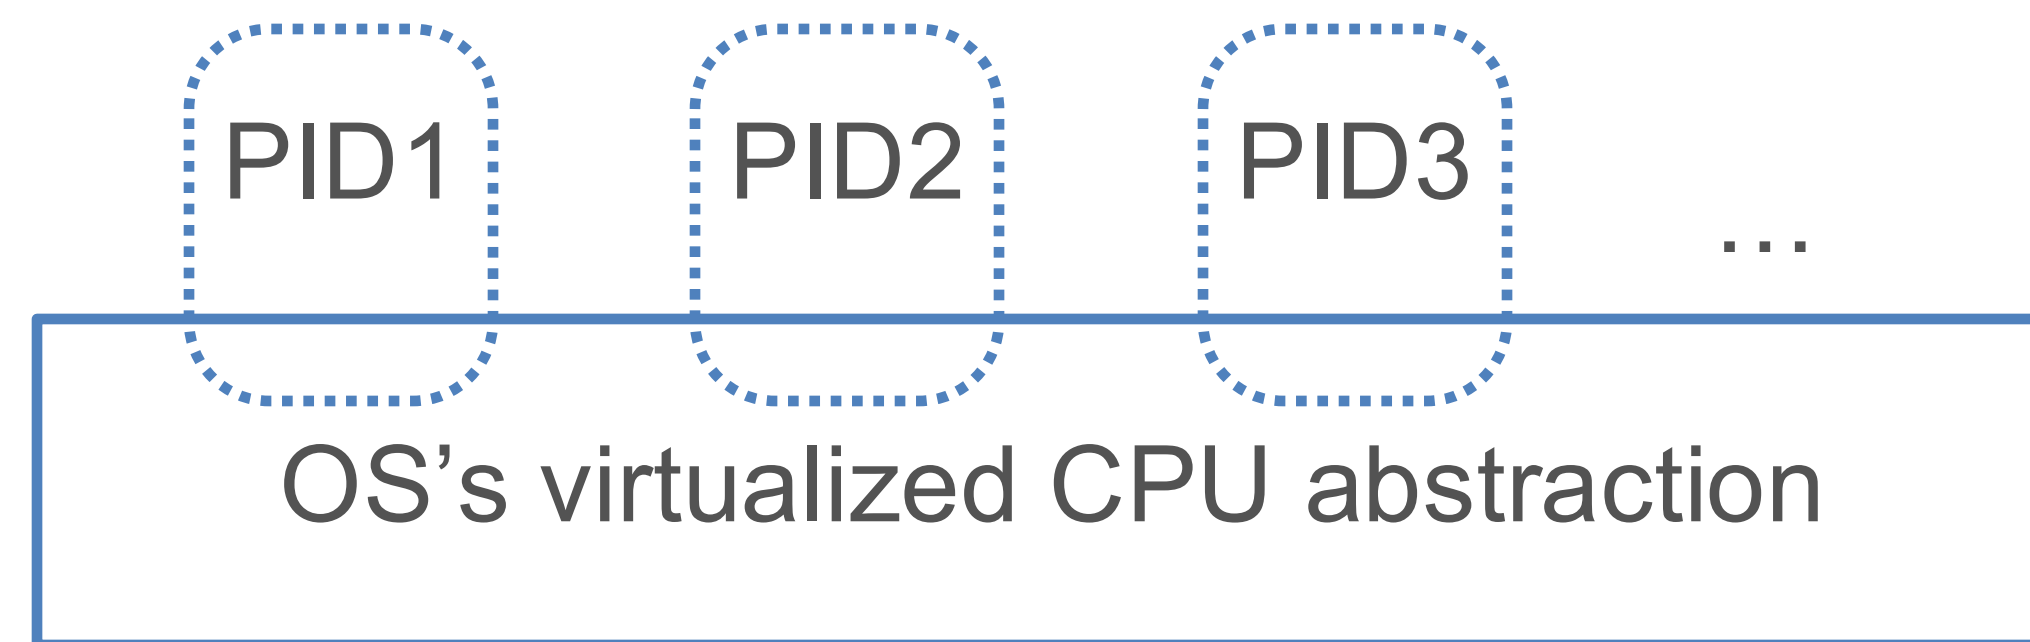 PID1 PID2 PID3 ...
OS’s virtualized CPU abstraction